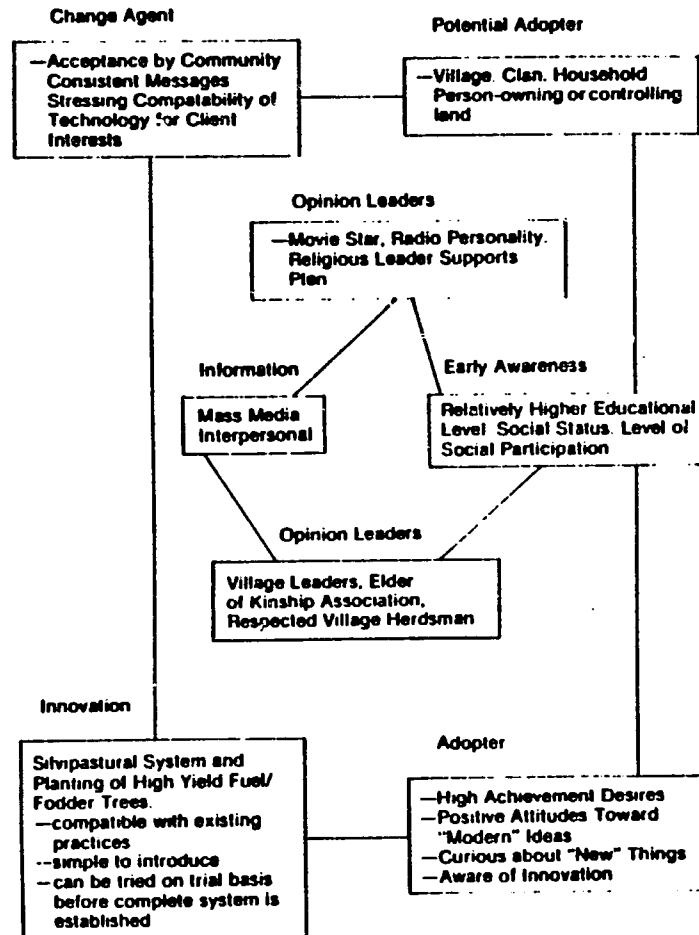 Change Agent
—Acceptance by Community
Consistent Messages
Stressing Compatability of
Technology for Client
Interests
Potential Adopter
—Village. Clan. Household
Person-owning or controlling
land
Opinion Leaders
—Movie Star, Radio Personality.
Religious Leader Supports
Plan
Information
Mass Media
Interpersonal
Early Awareness
Relatively Higher Educational
Level Social Status. Level of
Social Participation
Opinion Leaders
Village Leaders, Elder
of Kinship Association,
Respected Village Herdsman
Innovation
Silvipastural System and
Planting of High Yield Fuel/
Fodder Trees.
—compatible with existing
practices
--simple to introduce
— can be tried on trial basis
before complete system is
established
Adopter
—High Achievement Desires
—Positive Attitudes Toward
"Modern" Ideas
—Curious about "New" Things
—Aware of Innovation